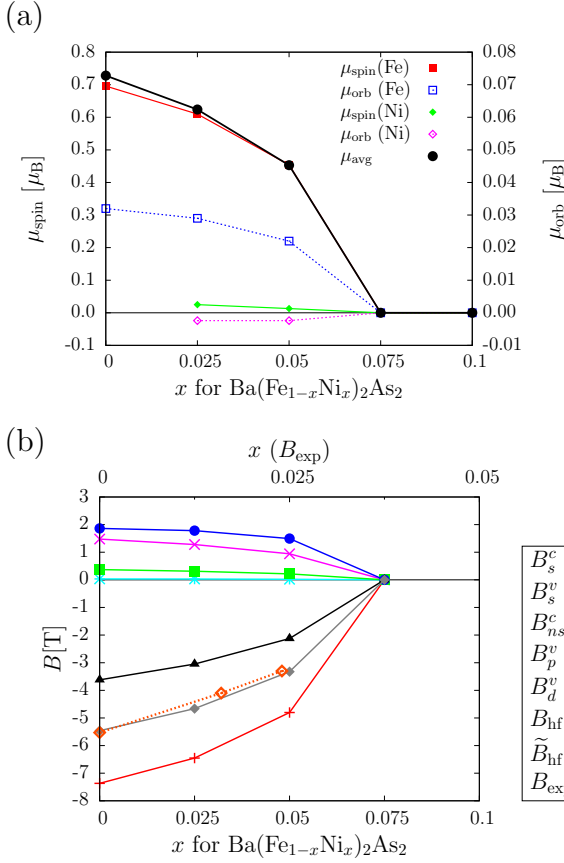 (a)
0.8
0.7
0.6
0.5
0.4
0.3
0.2
0.1
0.0
-0.1
μspin [μB]
0.08
0.07
0.06
0.05
0.04
0.03
0.02
0.01
0.00
-0.01
μorb [μB]
μspin(Fe)
μorb (Fe)
μspin(Ni)
μorb (Ni)
μavg
0 0.025 0.05 0.075 0.1
x for Ba(Fe1−xNix)2As2
(b)
x (Bexp)
0 0.025 0.05
3
2
1
0
-1
-2
-3
-4
-5
-6
-7
-8
B[T]
0 0.025 0.05 0.075 0.1
x for Ba(Fe1−xNix)2As2
B_s^c
B_s^v
B_ns^c
B_p^v
B_d^v
Bhf
B̃hf
Bex